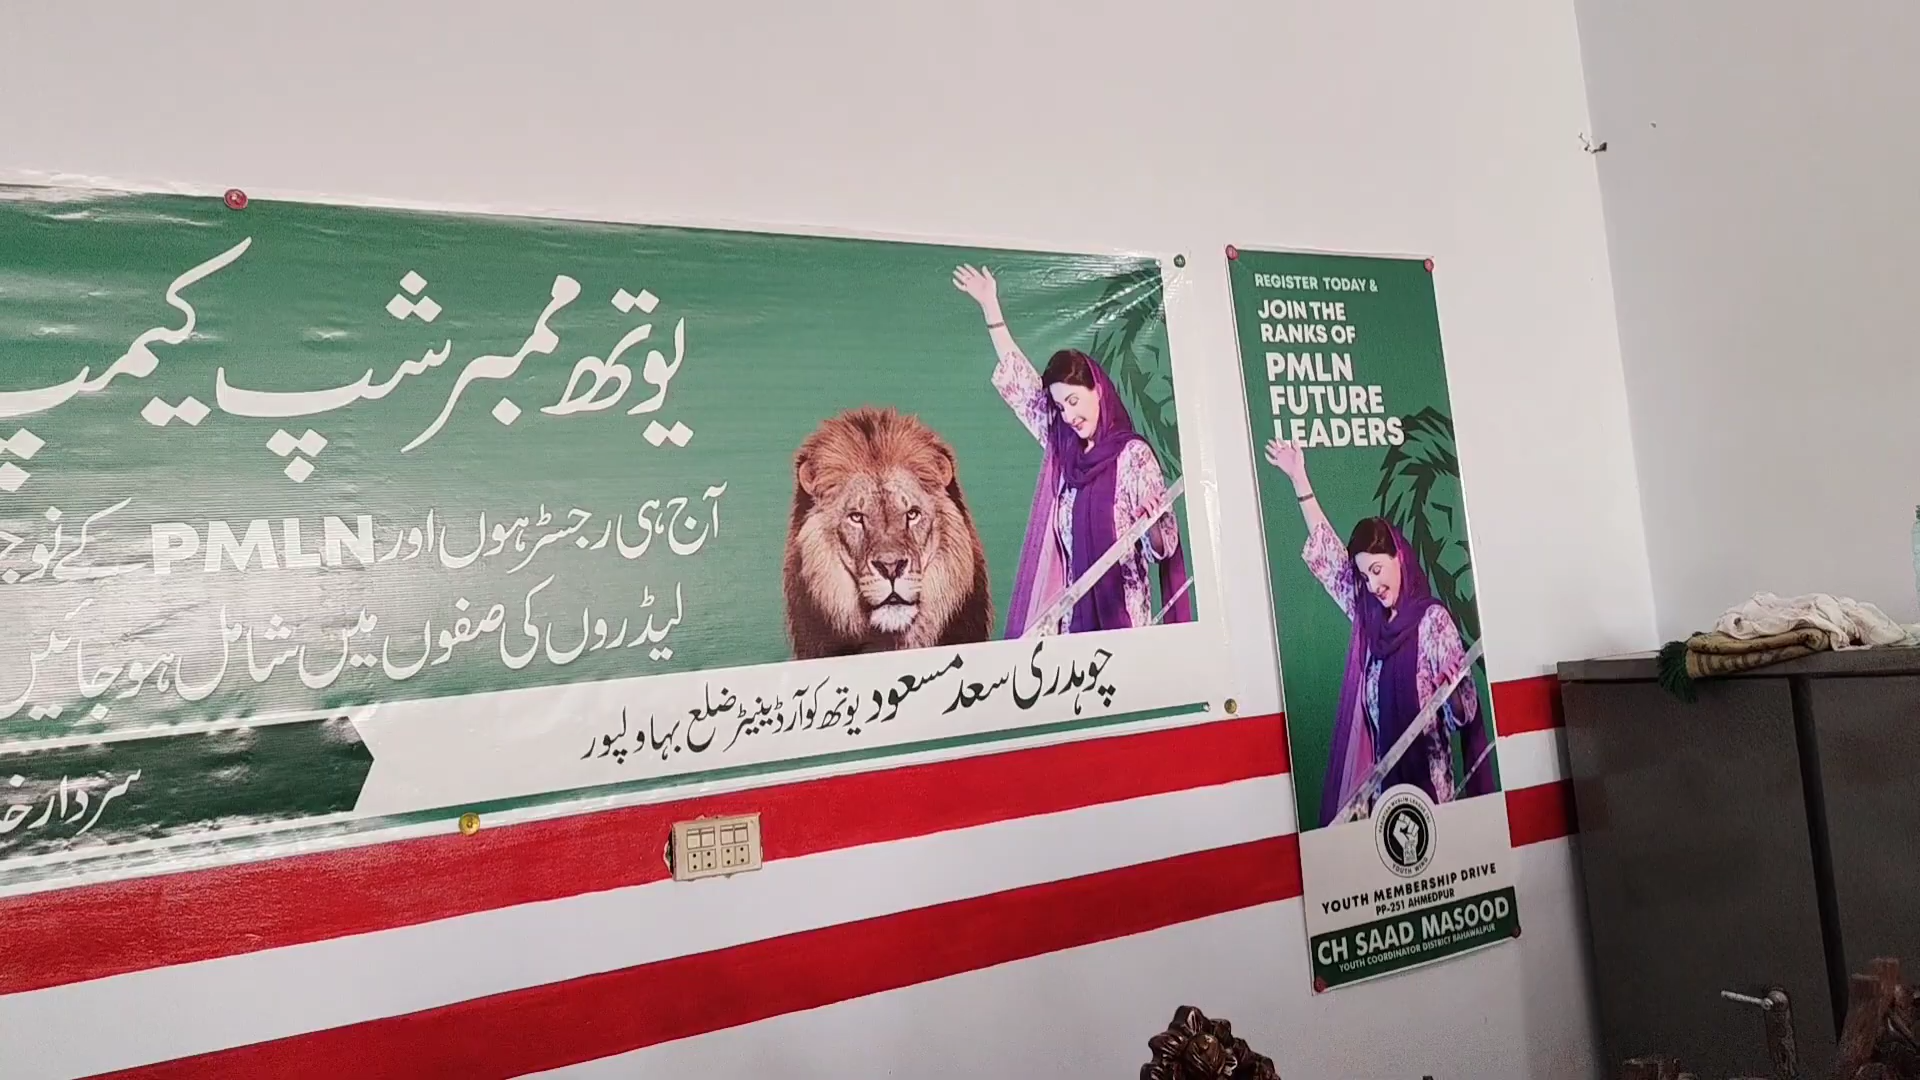 یوتھ ممبر شپ کیمپ
آج ہی رجسٹر ہوں اور PMLN کے
لیڈروں کی صفوں میں شامل ہو جائیں
چوہدری سعد مسعود یوتھ کوآرڈینیٹر ضلع بہاولپور
سردار
REGISTER TODAY &
JOIN THE
RANKS OF
PMLN
FUTURE
LEADERS
YOUTH WING
YOUTH MEMBERSHIP DRIVE
PP-251 AHMEDPUR
CH SAAD MASOOD
YOUTH COORDINATOR DISTRICT BAHAWALPUR